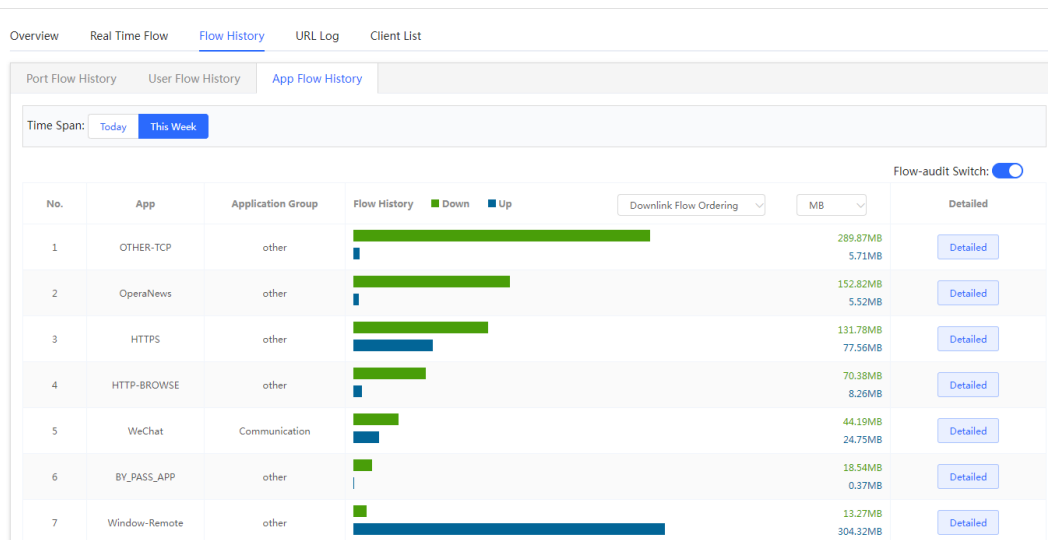 Overview Real Time Flow Flow History URL Log Client List
Port Flow History User Flow History App Flow History
Time Span: Today This Week
Flow-audit Switch:
No. App Application Group Flow History Down Up Downlink Flow Ordering MB Detailed
1 OTHER-TCP other 289.87MB Detailed
5.71MB
2 OperaNews other 152.82MB Detailed
5.52MB
3 HTTPS other 131.78MB Detailed
77.56MB
4 HTTP-BROWSE other 70.38MB Detailed
8.26MB
5 WeChat Communication 44.19MB Detailed
24.75MB
6 BY_PASS_APP other 18.54MB Detailed
0.37MB
7 Window-Remote other 13.27MB Detailed
304.32MB